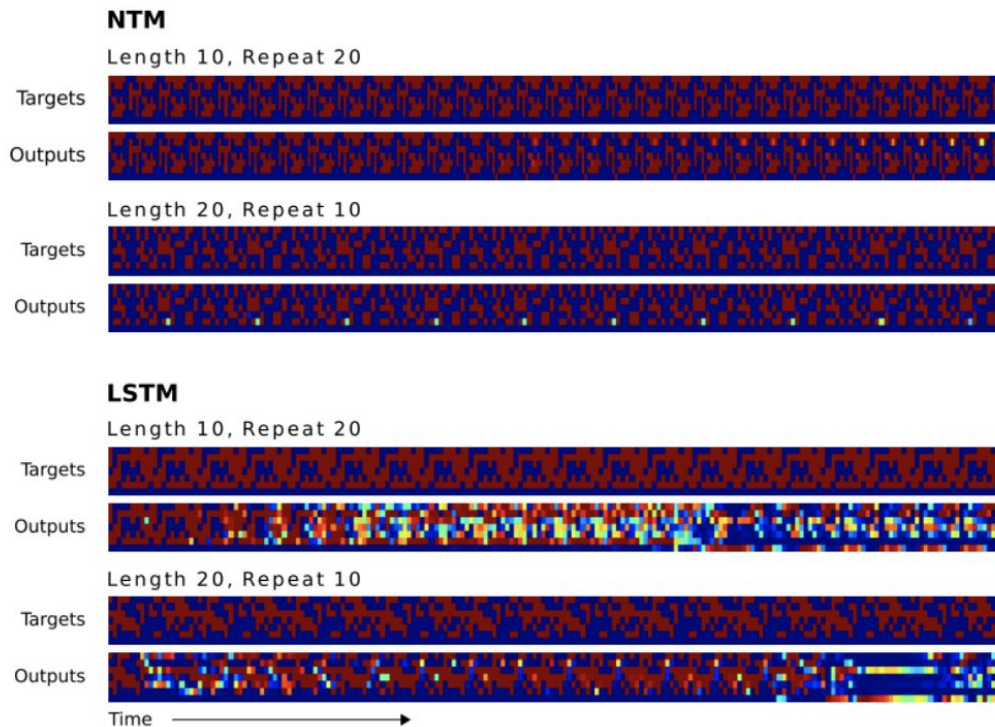 NTM
Length 10, Repeat 20
Targets
Outputs
Length 20, Repeat 10
Targets
Outputs
LSTM
Length 10, Repeat 20
Targets
Outputs
Length 20, Repeat 10
Targets
Outputs
Time